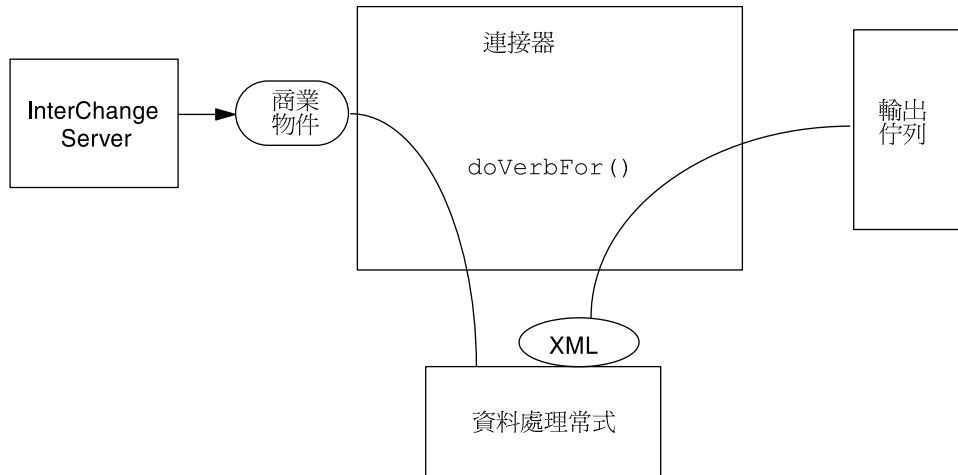 連接器
InterChange
Server
商業
物件
輸出
佇列
doVerbFor()
XML
資料處理常式